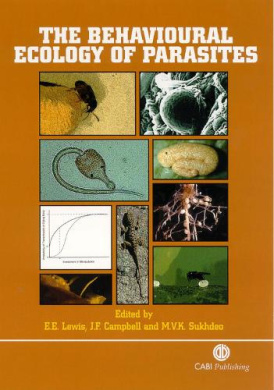 THE BEHAVIOURAL
ECOLOGY OF PARASITES
Edited by
E.E. Lewis, J.F. Campbell and M.V.K. Sukhdeo
CABI Publishing